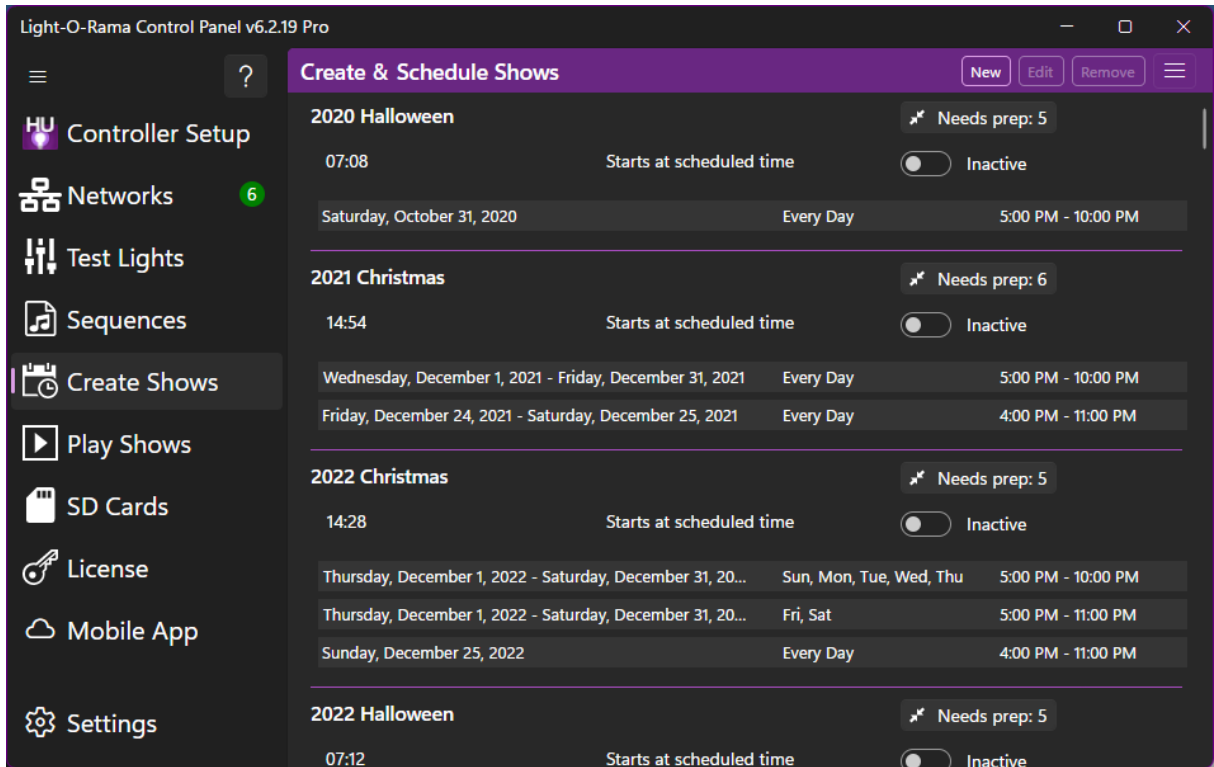 Light-O-Rama Control Panel v6.2.19 Pro
?
Create & Schedule Shows
New
Edit
Remove
HU
Controller Setup
Networks
6
Test Lights
Sequences
Create Shows
Play Shows
SD Cards
License
Mobile App
Settings
2020 Halloween
Needs prep: 5
07:08
Starts at scheduled time
Inactive
Saturday, October 31, 2020
Every Day
5:00 PM - 10:00 PM
2021 Christmas
Needs prep: 6
14:54
Starts at scheduled time
Inactive
Wednesday, December 1, 2021 - Friday, December 31, 2021
Every Day
5:00 PM - 10:00 PM
Friday, December 24, 2021 - Saturday, December 25, 2021
Every Day
4:00 PM - 11:00 PM
2022 Christmas
Needs prep: 5
14:28
Starts at scheduled time
Inactive
Thursday, December 1, 2022 - Saturday, December 31, 20...
Sun, Mon, Tue, Wed, Thu
5:00 PM - 10:00 PM
Thursday, December 1, 2022 - Saturday, December 31, 20...
Fri, Sat
5:00 PM - 11:00 PM
Sunday, December 25, 2022
Every Day
4:00 PM - 11:00 PM
2022 Halloween
Needs prep: 5
07:12
Starts at scheduled time
Inactive